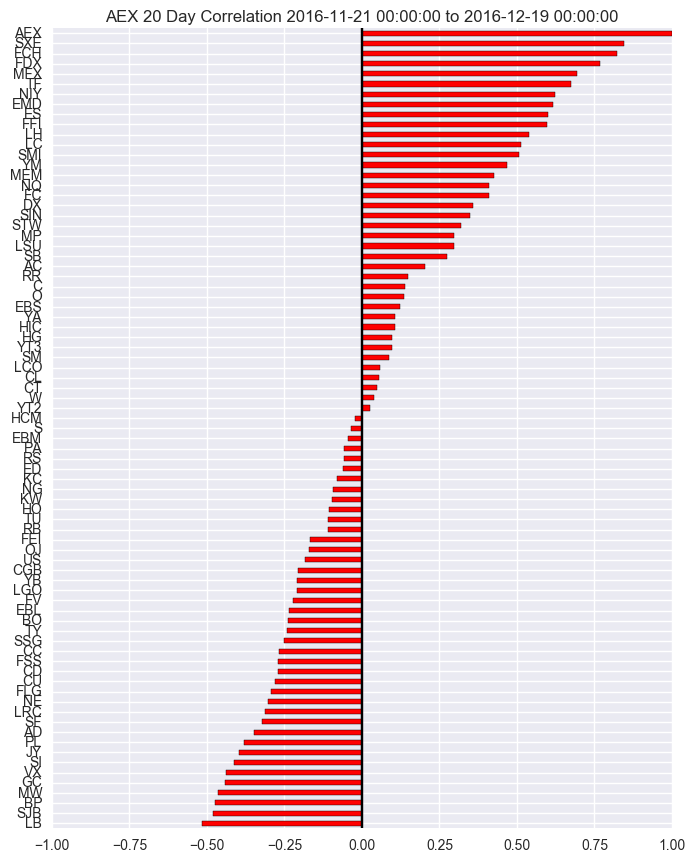 AEX 20 Day Correlation 2016-11-21 00:00:00 to 2016-12-19 00:00:00
AEX
SXE
FCH
FDX
MEX
TF
NIY
EMD
ES
FFI
LH
LC
SMI
YM
MEM
NQ
FC
DX
SIN
STW
MP
LSU
SB
AC
RR
C
O
EBS
YA
HIC
HG
YT3
SM
LCO
CL
CT
W
YT2
HCM
S
EBM
PA
RS
ED
KC
NG
KW
HO
TU
RB
FEI
OJ
US
CGB
YB
LGO
FV
EBL
BO
TY
SSG
CC
FSS
CD
CU
FLG
NE
LRC
SF
AD
PL
JY
SI
VX
GC
MW
BP
SJB
LB
−1.00 −0.75 −0.50 −0.25 0.00 0.25 0.50 0.75 1.00